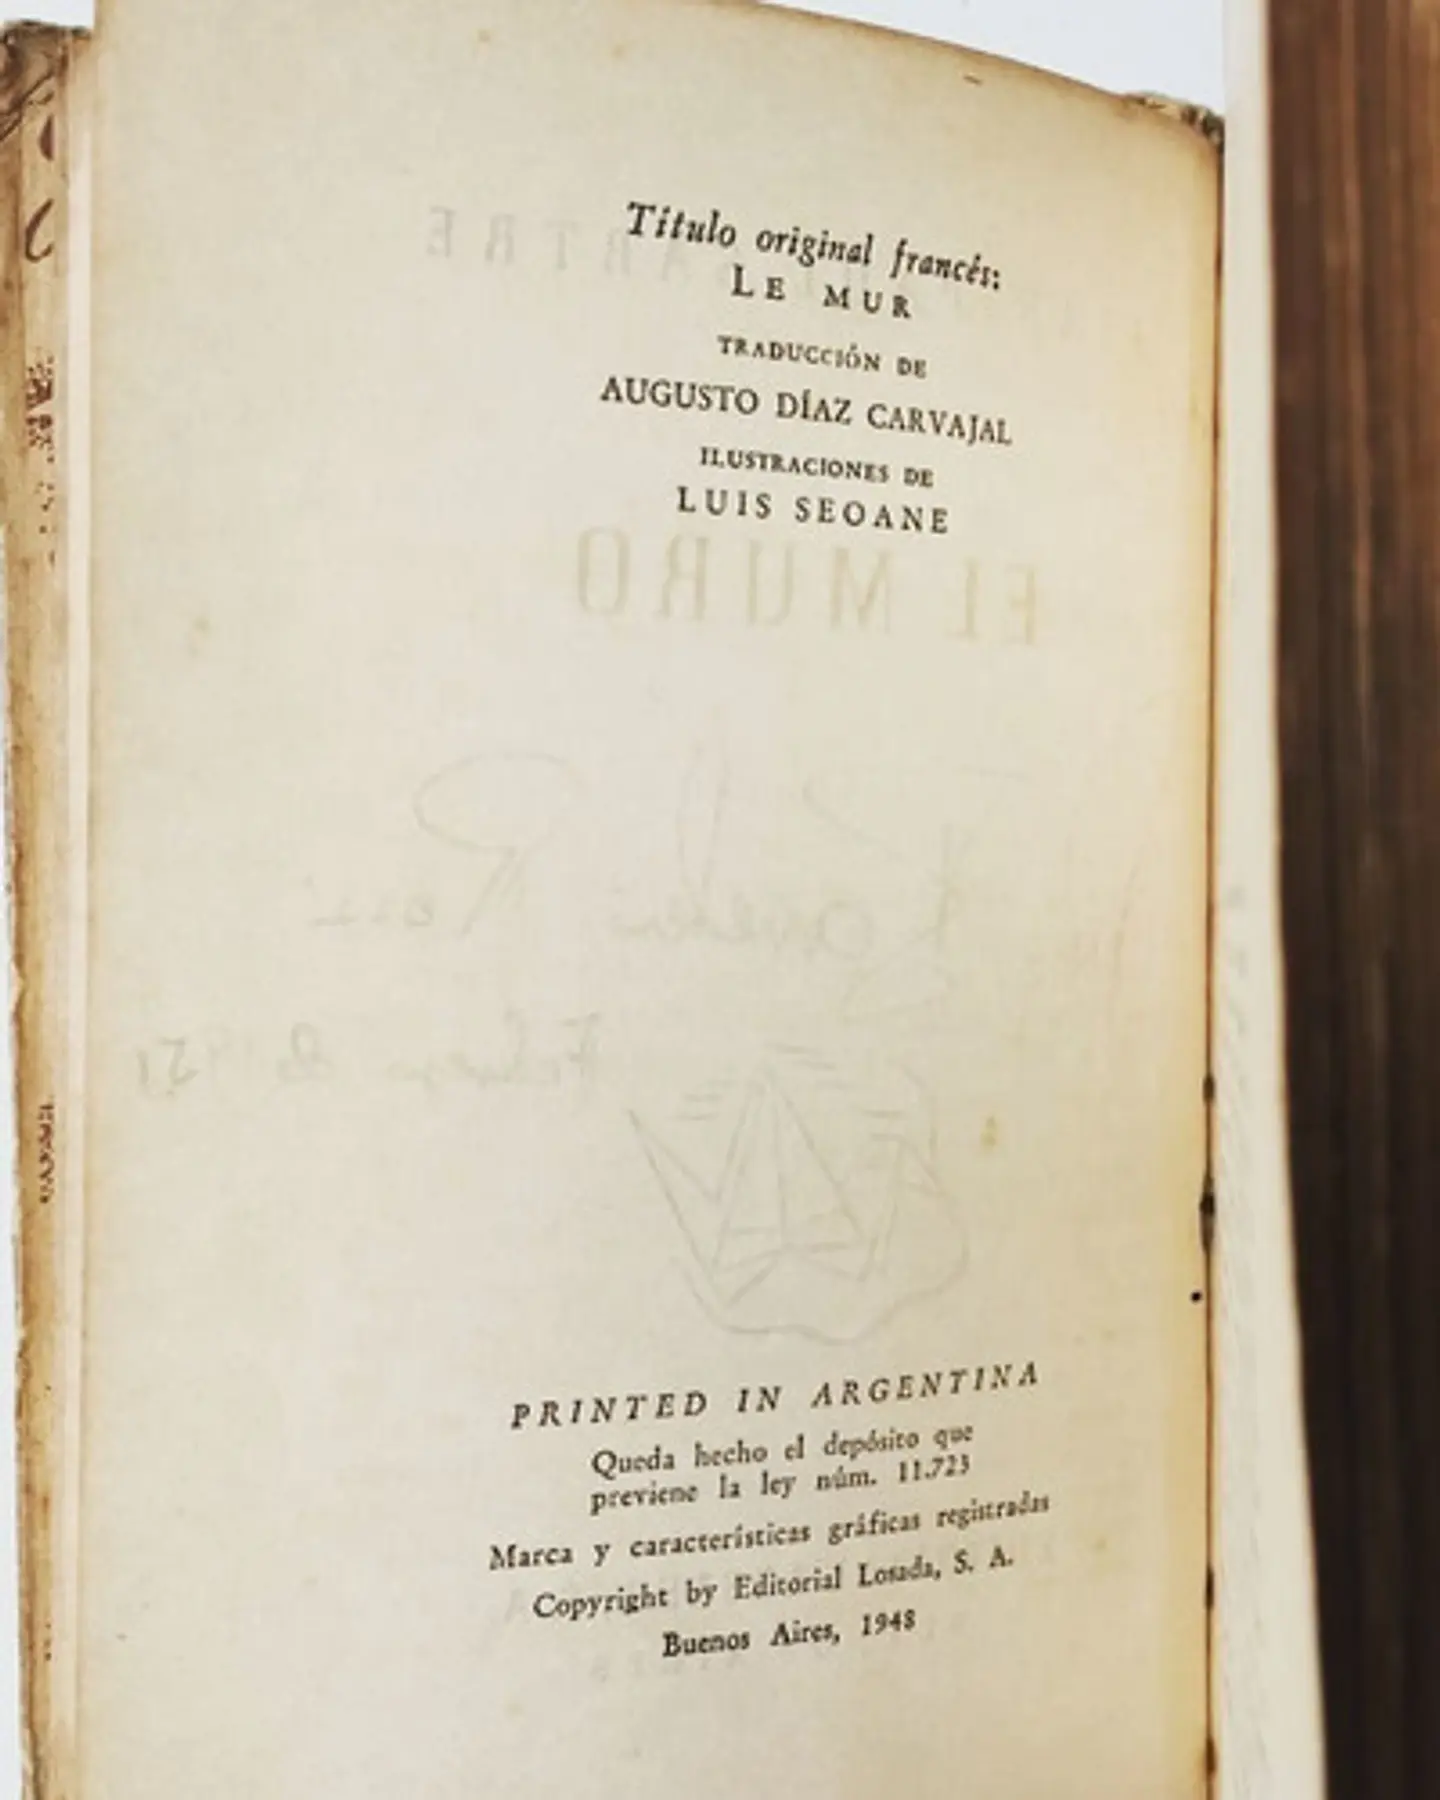 Título original francés:
LE MUR
TRADUCCIÓN DE
AUGUSTO DÍAZ CARVAJAL
ILUSTRACIONES DE
LUIS SEOANE
EL MURO
PRINTED IN ARGENTINA
Queda hecho el depósito que
previene la ley núm. 11.723
Marca y características gráficas registradas
Copyright by Editorial Losada, S. A.
Buenos Aires, 1948